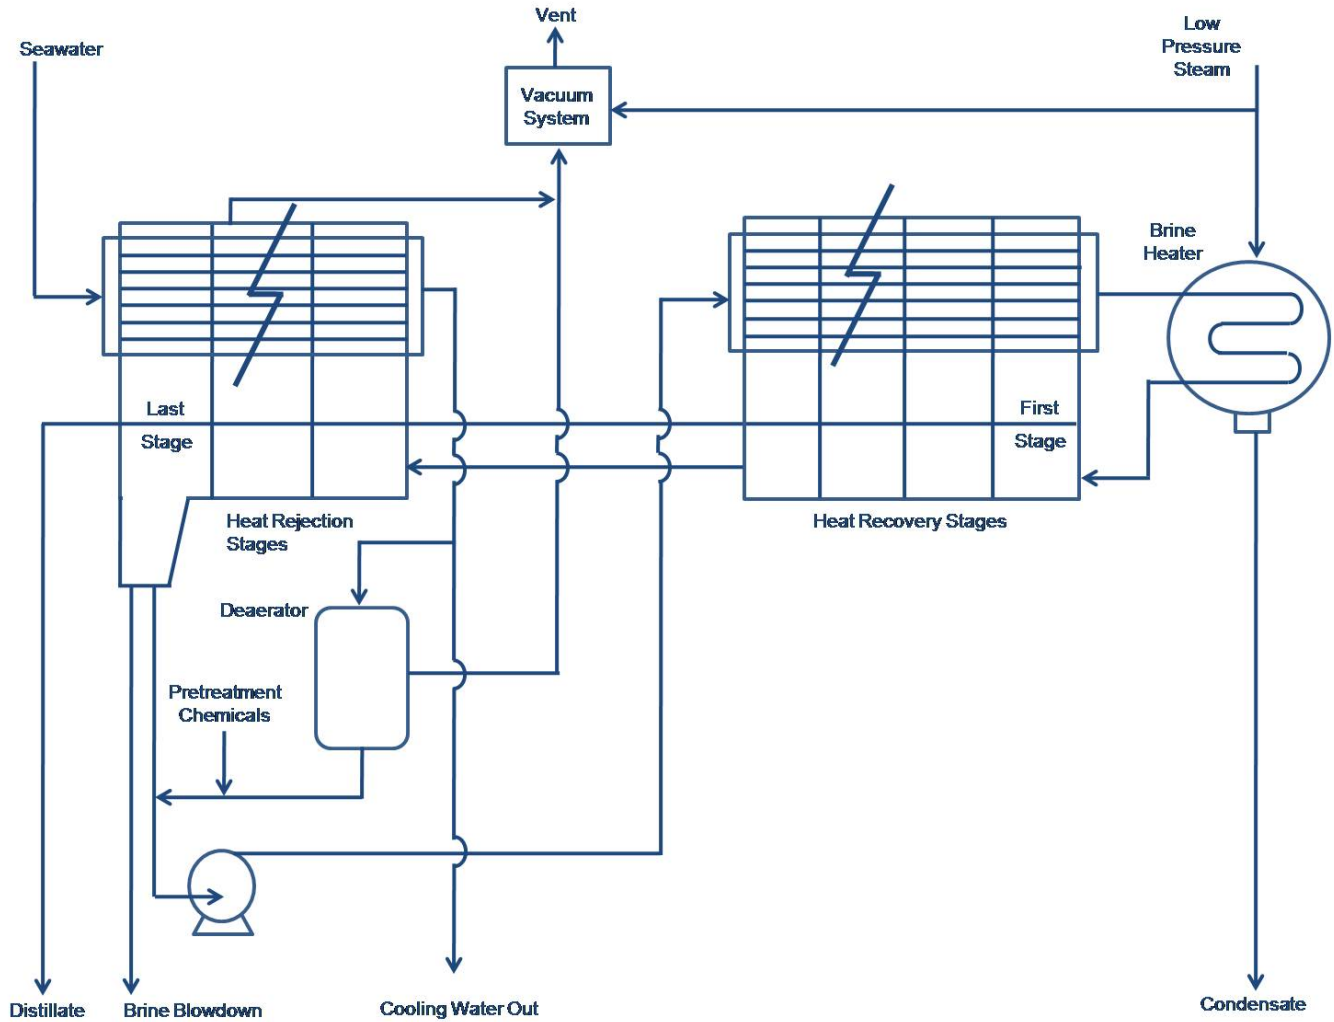 Vent
Low
Pressure
Steam
Seawater
Vacuum
System
Brine
Heater
Last
Stage
First
Stage
Heat Rejection
Stages
Heat Recovery Stages
Deaerator
Pretreatment
Chemicals
Distillate
Brine Blowdown
Cooling Water Out
Condensate